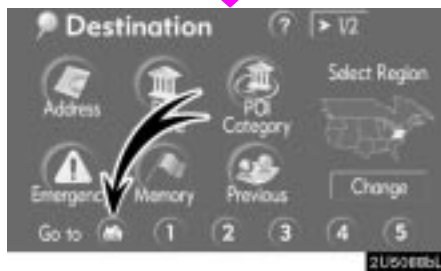 Destination ? > 1/2
Select Region
Address POI Category
Emergency Memory Previous Change
Go to 1 2 3 4 5